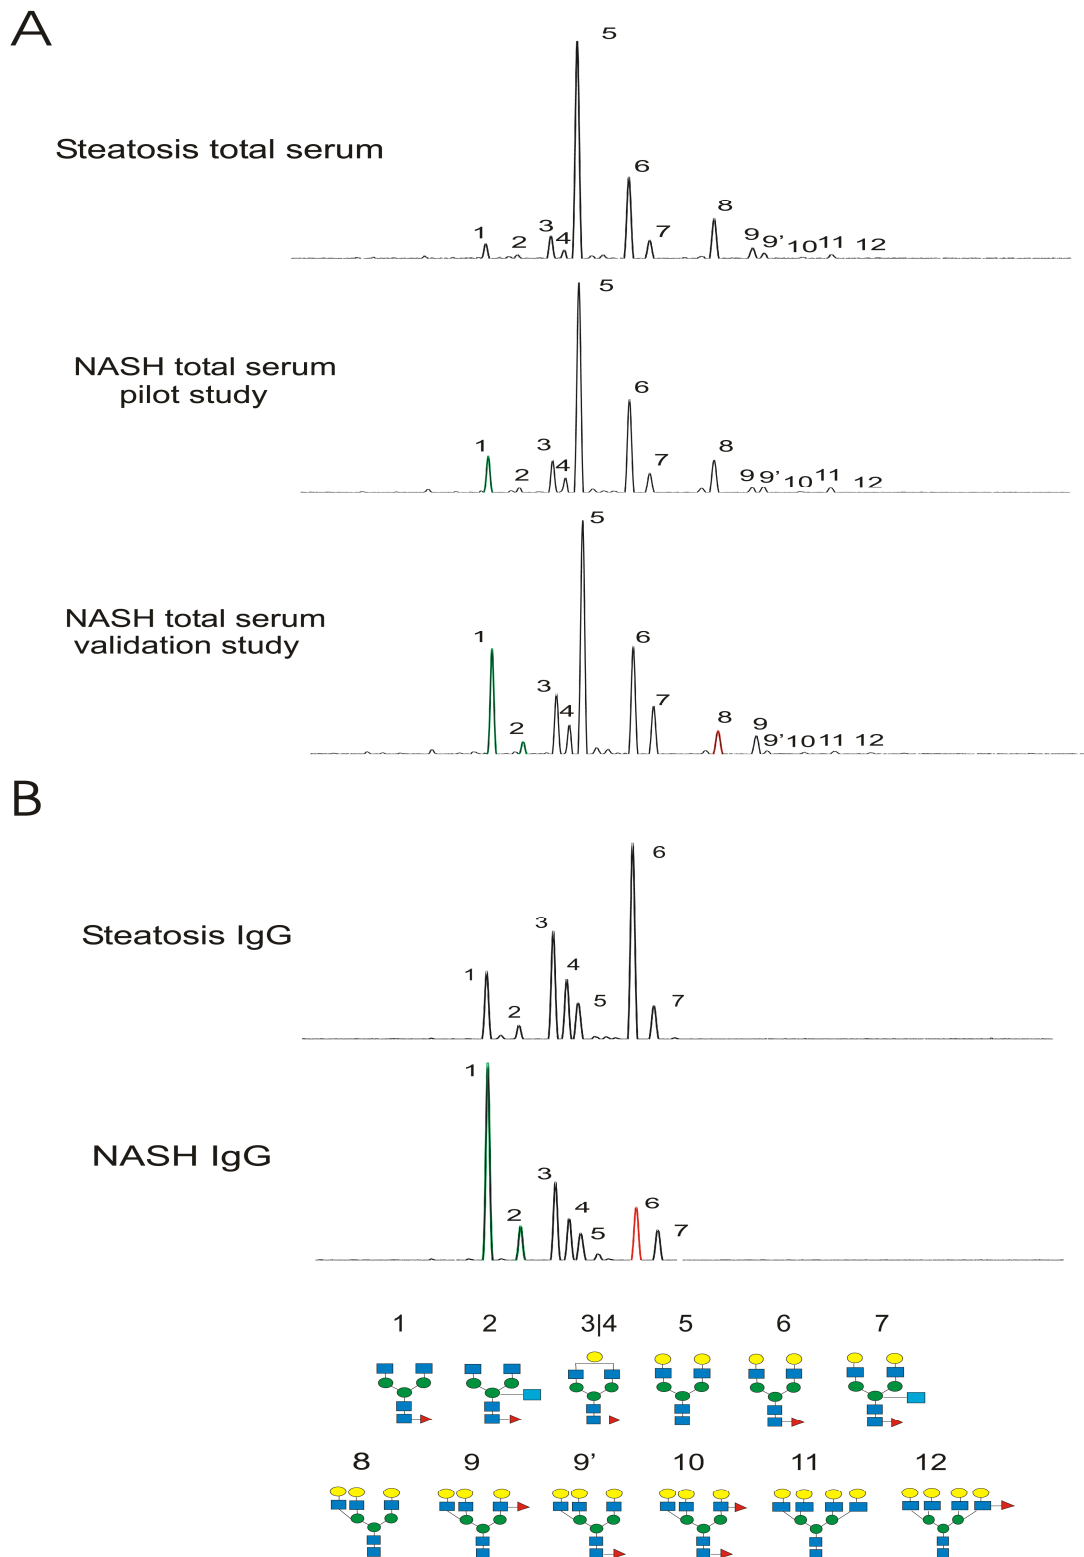 A
5
Steatosis total serum
6
8
1 2 3 4 7 9 9’ 10 11 12
5
NASH total serum
pilot study
6
1 2 3 4 7 8 9 9’ 10 11 12
5
NASH total serum
validation study
1 6
2 3 4 7 8 9 9’ 10 11 12
B
6
Steatosis IgG
3
1 2 4 5 7
1
NASH IgG
2 3 4 5 6 7
1 2 3|4 5 6 7
8 9 9’ 10 11 12